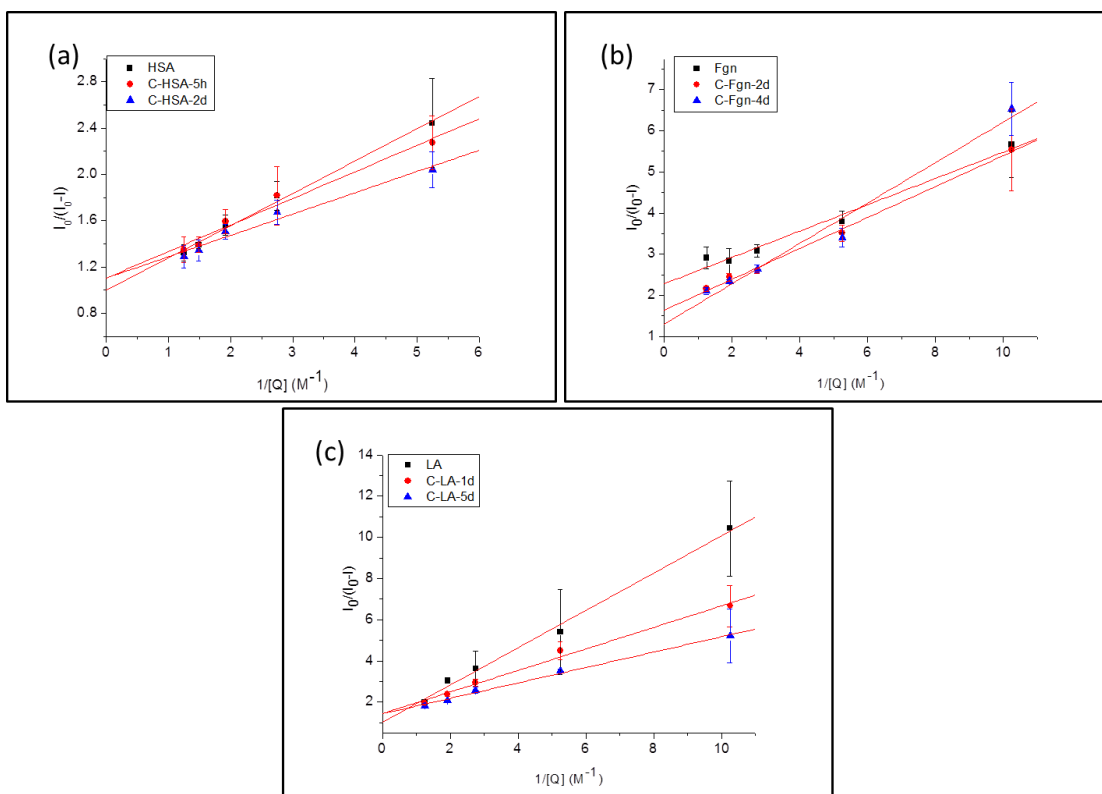 (a)
HSA
C-HSA-5h
C-HSA-2d
2.8
2.4
2.0
1.6
1.2
0.8
I₀/(I₀-I)
0 1 2 3 4 5 6
1/[Q] (M⁻¹)
(b)
Fgn
C-Fgn-2d
C-Fgn-4d
7
6
5
4
3
2
1
I₀/(I₀-I)
0 2 4 6 8 10
1/[Q] (M⁻¹)
(c)
LA
C-LA-1d
C-LA-5d
14
12
10
8
6
4
2
I₀/(I₀-I)
0 2 4 6 8 10
1/[Q] (M⁻¹)